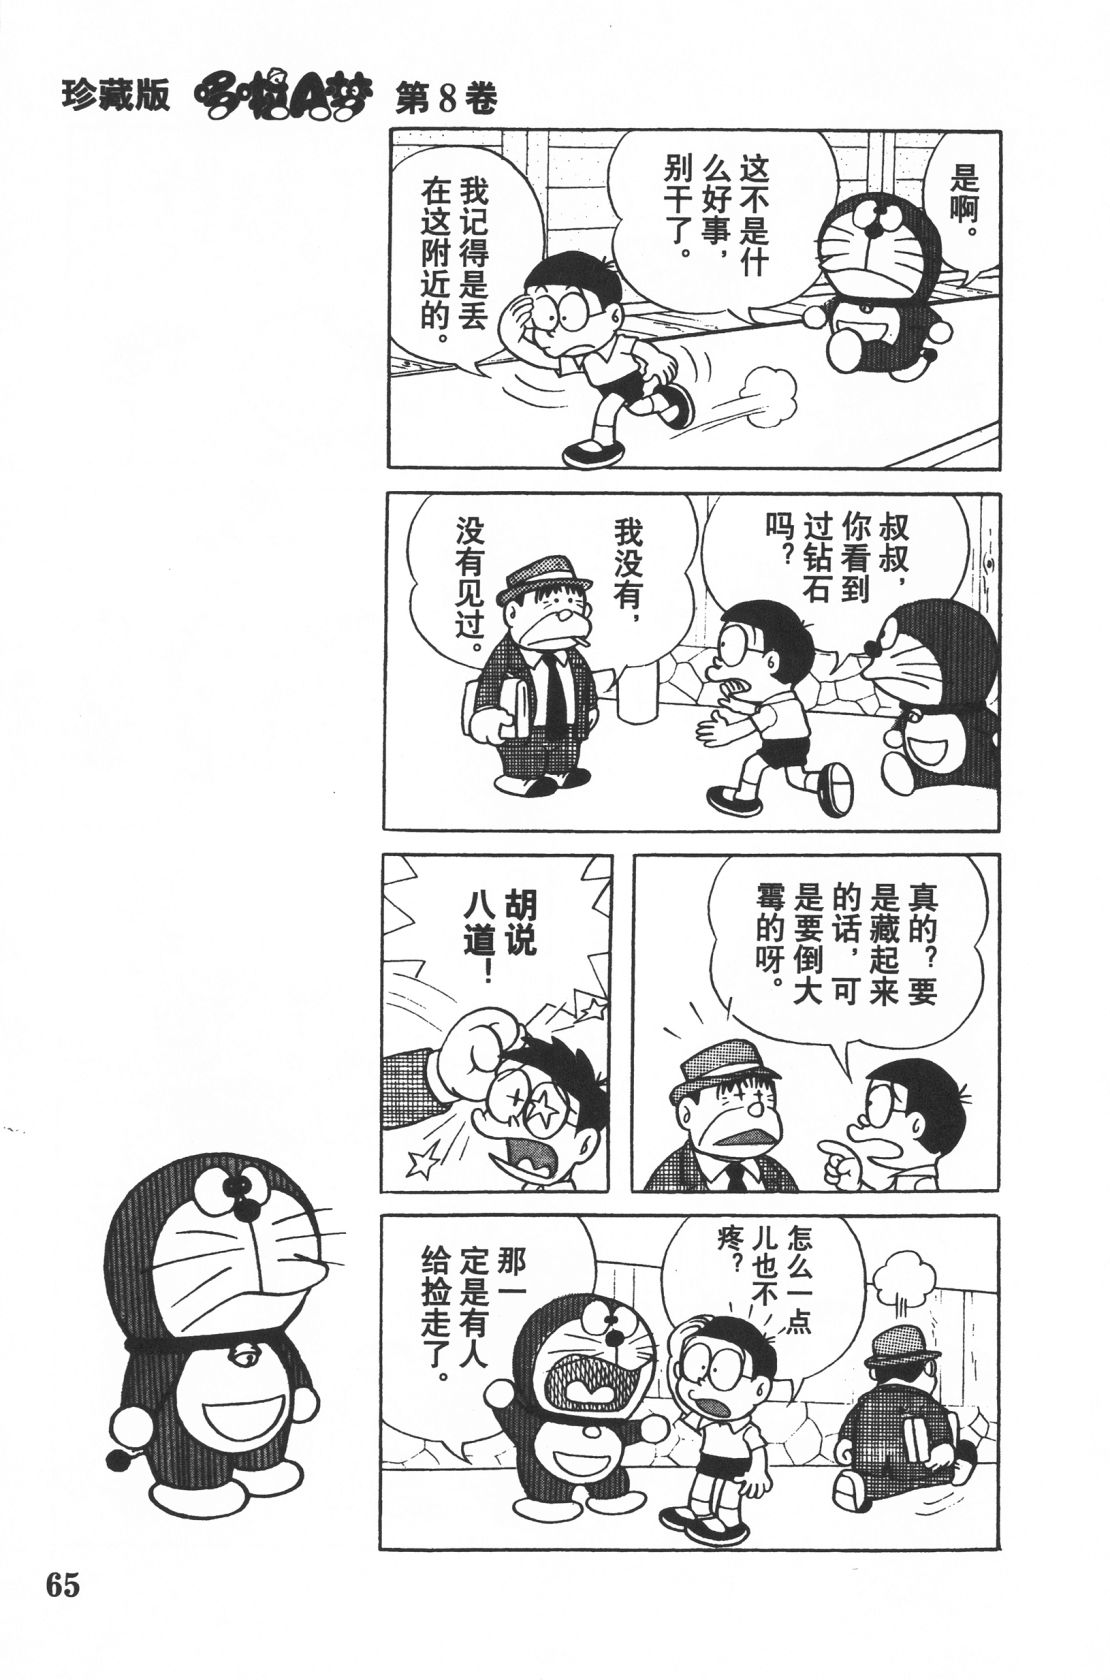 珍藏版 哆啦A梦 第8卷
是啊。
这不是什
么好事，
别干了。
我记得是丢
在这附近的。
叔叔，
你看到
过钻石
吗？
我没有，
没有见过。
真的？要
是藏起来
的话，可
是要倒大
霉的呀。
胡说
八道！
怎么一点
儿也不
疼？
那一
定是有人
给捡走了。
65